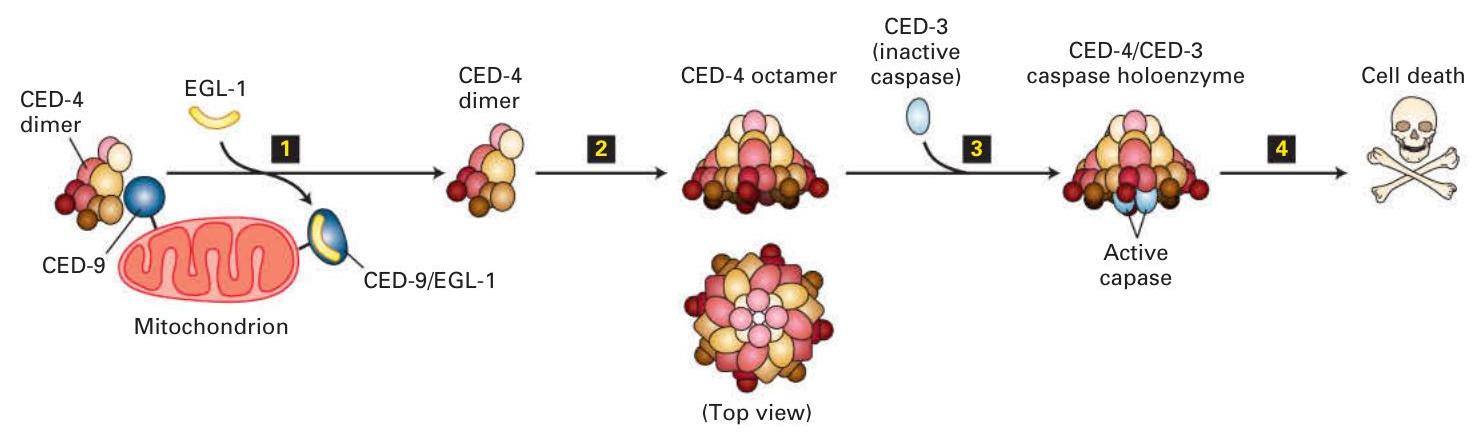 CED-4
dimer
EGL-1
1
CED-9
Mitochondrion
CED-9/EGL-1
CED-4
dimer
2
CED-4 octamer
(Top view)
CED-3
(inactive
caspase)
3
CED-4/CED-3
caspase holoenzyme
Active
capase
4
Cell death